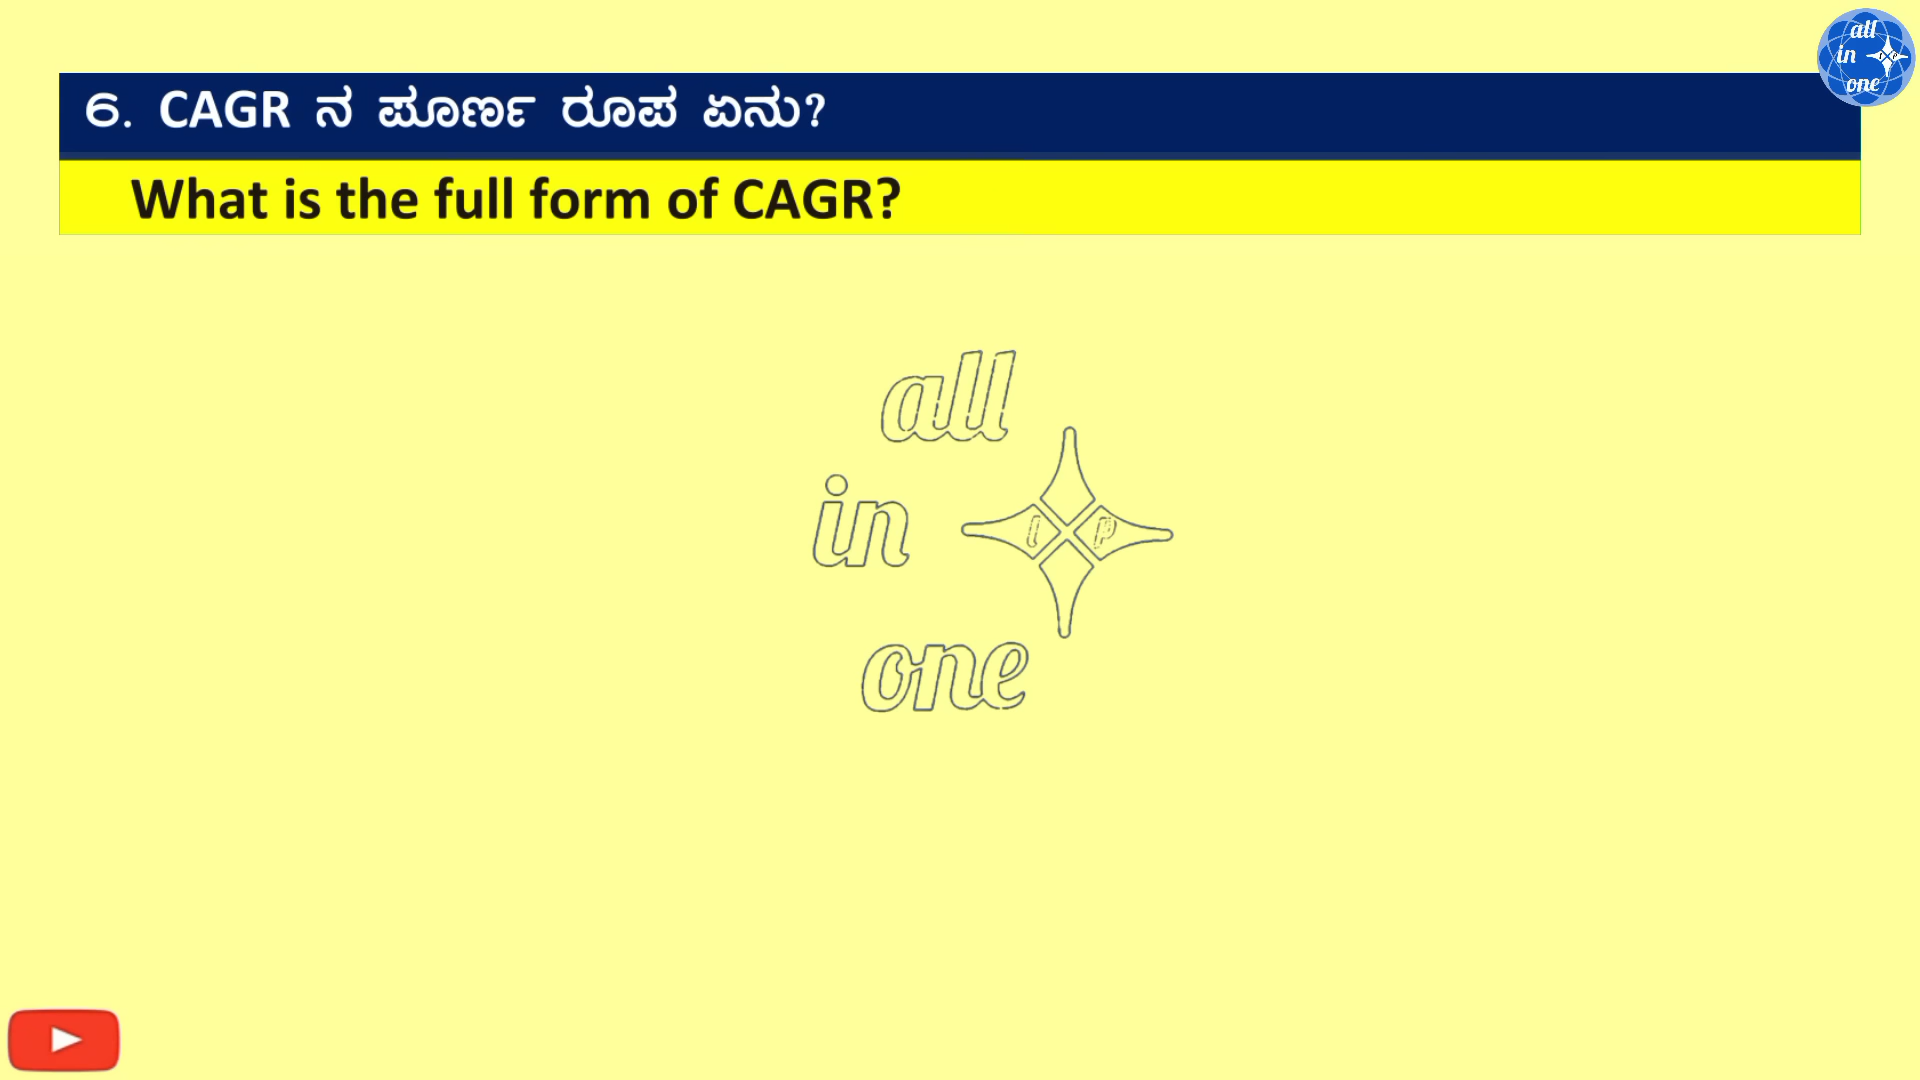 all
in
one
6. CAGR ನ ಪೂರ್ಣ ರೂಪ ಏನು?
What is the full form of CAGR?
all
in
I P
one